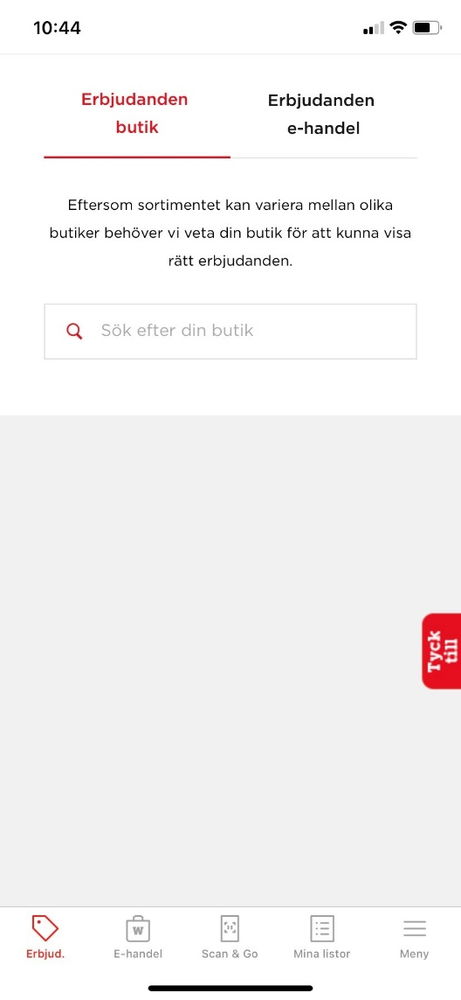 10:44
Erbjudanden
butik
Erbjudanden
e-handel
Eftersom sortimentet kan variera mellan olika
butiker behöver vi veta din butik för att kunna visa
rätt erbjudanden.
Sök efter din butik
Tyck
till
W
Erbjud.
E-handel
Scan & Go
Mina listor
Meny